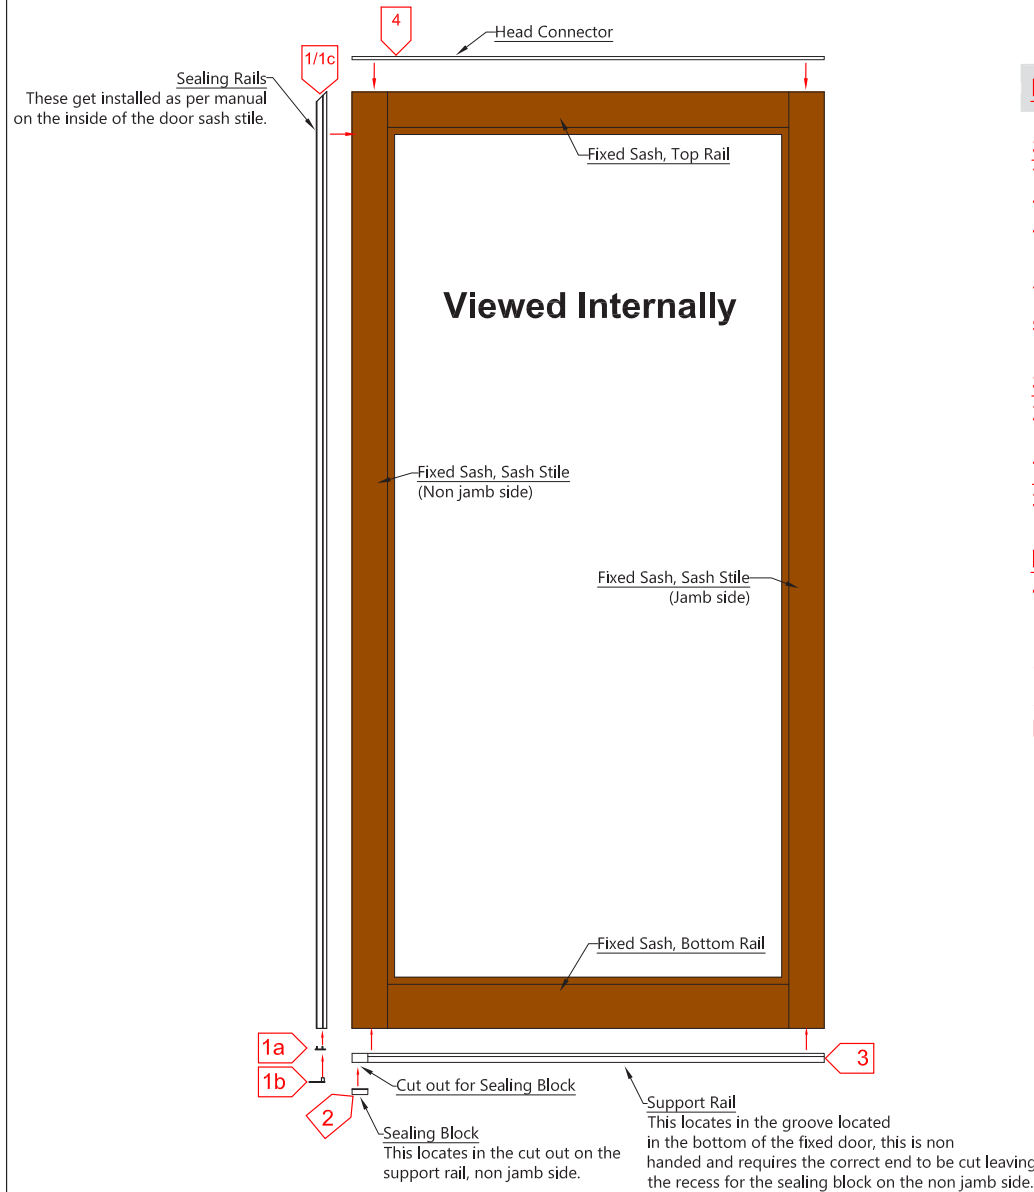 4
Head Connector
1/1c
Sealing Rails
These get installed as per manual
on the inside of the door sash stile.
Fixed Sash, Top Rail
Viewed Internally
Fixed Sash, Sash Stile
(Non jamb side)
Fixed Sash, Sash Stile
(Jamb side)
Fixed Sash, Bottom Rail
1a
3
1b
Cut out for Sealing Block
2
Sealing Block
This locates in the cut out on the
support rail, non jamb side.
Support Rail
This locates in the groove located
in the bottom of the fixed door, this is non
handed and requires the correct end to be cut leaving
the recess for the sealing block on the non jamb side.